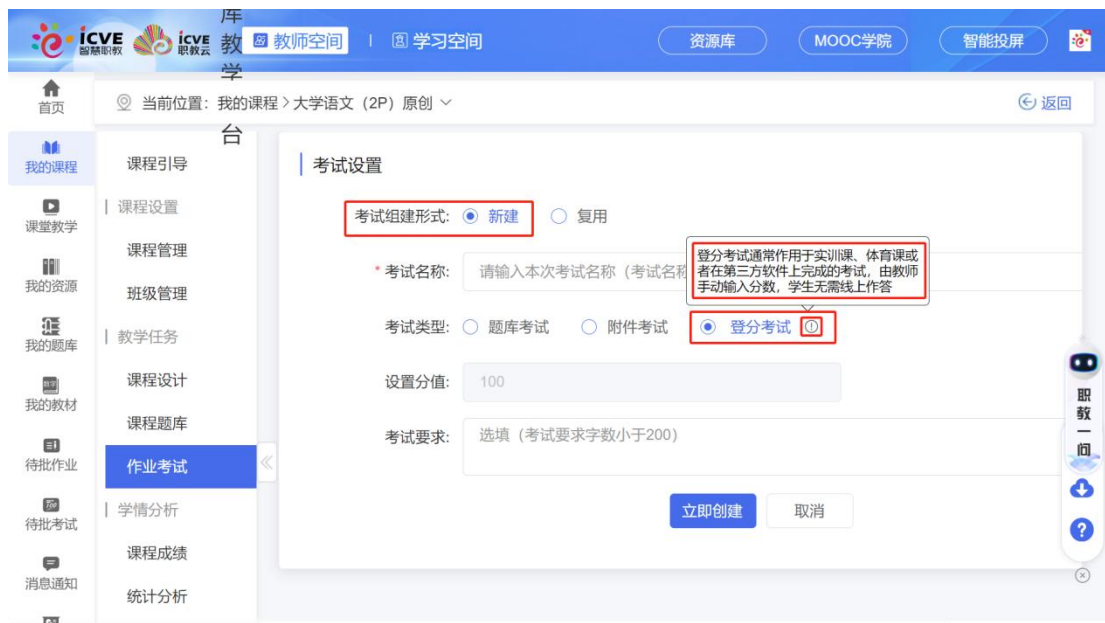 icve 智慧职教
icve 职教云
库
教
学
台
教师空间
学习空间
资源库
MOOC学院
智能投屏
首页
我的课程
课堂教学
我的资源
我的题库
数字
我的教材
待批作业
待批考试
消息通知
当前位置：我的课程 > 大学语文（2P）原创
返回
课程引导
课程设置
课程管理
班级管理
教学任务
课程设计
课程题库
作业考试
学情分析
课程成绩
统计分析
考试设置
考试组建形式: 新建 复用
登分考试通常作用于实训课、体育课或
者在第三方软件上完成的考试，由教师
手动输入分数，学生无需线上作答
* 考试名称: 请输入本次考试名称（考试名称
考试类型: 题库考试 附件考试 登分考试
设置分值: 100
考试要求: 选填（考试要求字数小于200）
立即创建 取消
职
教
一
问